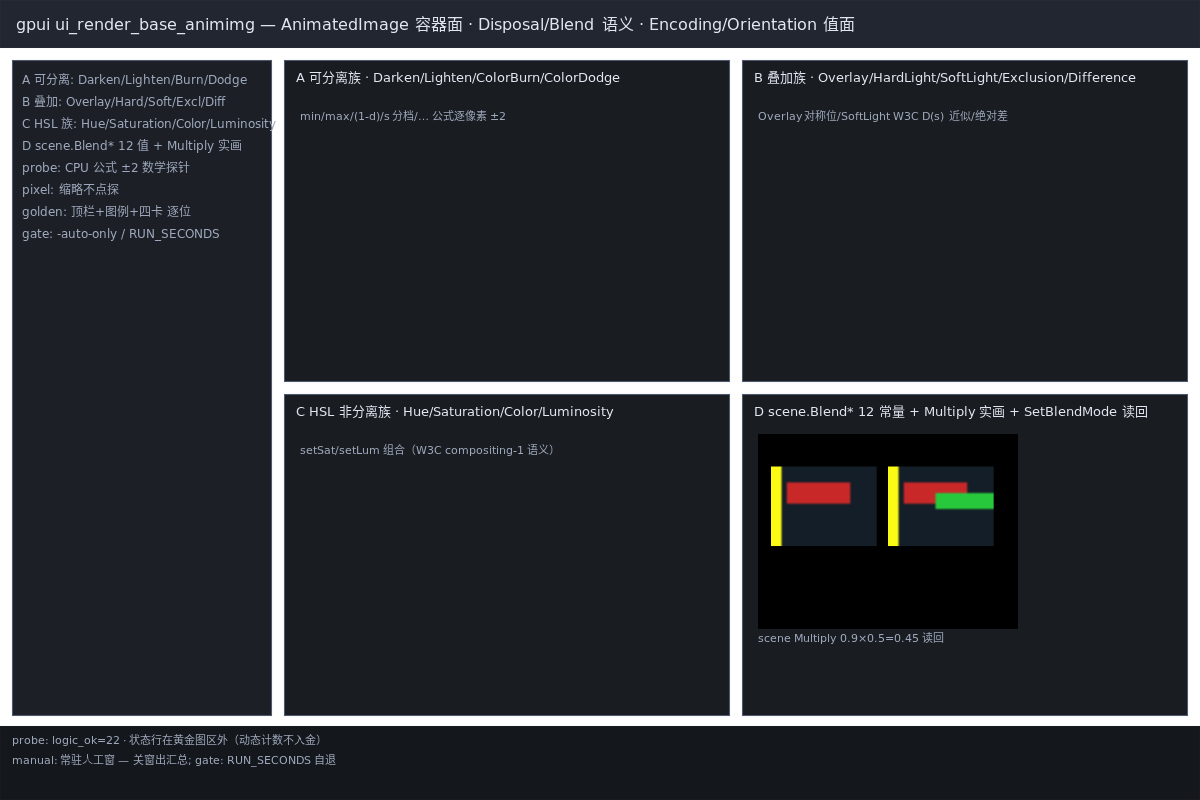 gpui ui_render_base_animimg — AnimatedImage 容器面 · Disposal/Blend 语义 · Encoding/Orientation 值面
A 可分离: Darken/Lighten/Burn/Dodge
B 叠加: Overlay/Hard/Soft/Excl/Diff
C HSL 族: Hue/Saturation/Color/Luminosity
D scene.Blend* 12 值 + Multiply 实画
probe: CPU 公式 ±2 数学探针
pixel: 缩略不点探
golden: 顶栏+图例+四卡 逐位
gate: -auto-only / RUN_SECONDS
A 可分离族 · Darken/Lighten/ColorBurn/ColorDodge
min/max/(1-d)/s 分档/… 公式逐像素 ±2
B 叠加族 · Overlay/HardLight/SoftLight/Exclusion/Difference
Overlay 对称位/SoftLight W3C D(s) 近似/绝对差
C HSL 非分离族 · Hue/Saturation/Color/Luminosity
setSat/setLum 组合（W3C compositing-1 语义）
D scene.Blend* 12 常量 + Multiply 实画 + SetBlendMode 读回
scene Multiply 0.9×0.5=0.45 读回
probe: logic_ok=22 · 状态行在黄金图区外（动态计数不入金）
manual: 常驻人工窗 — 关窗出汇总; gate: RUN_SECONDS 自退